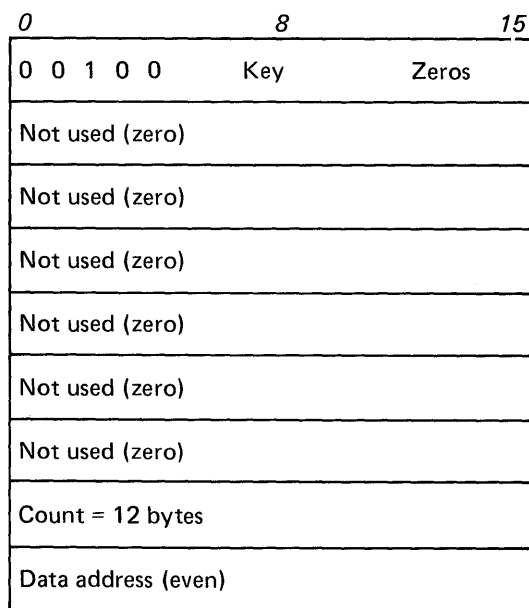 0 8 15
0 0 1 0 0 Key Zeros
Not used (zero)
Not used (zero)
Not used (zero)
Not used (zero)
Not used (zero)
Not used (zero)
Count = 12 bytes
Data address (even)